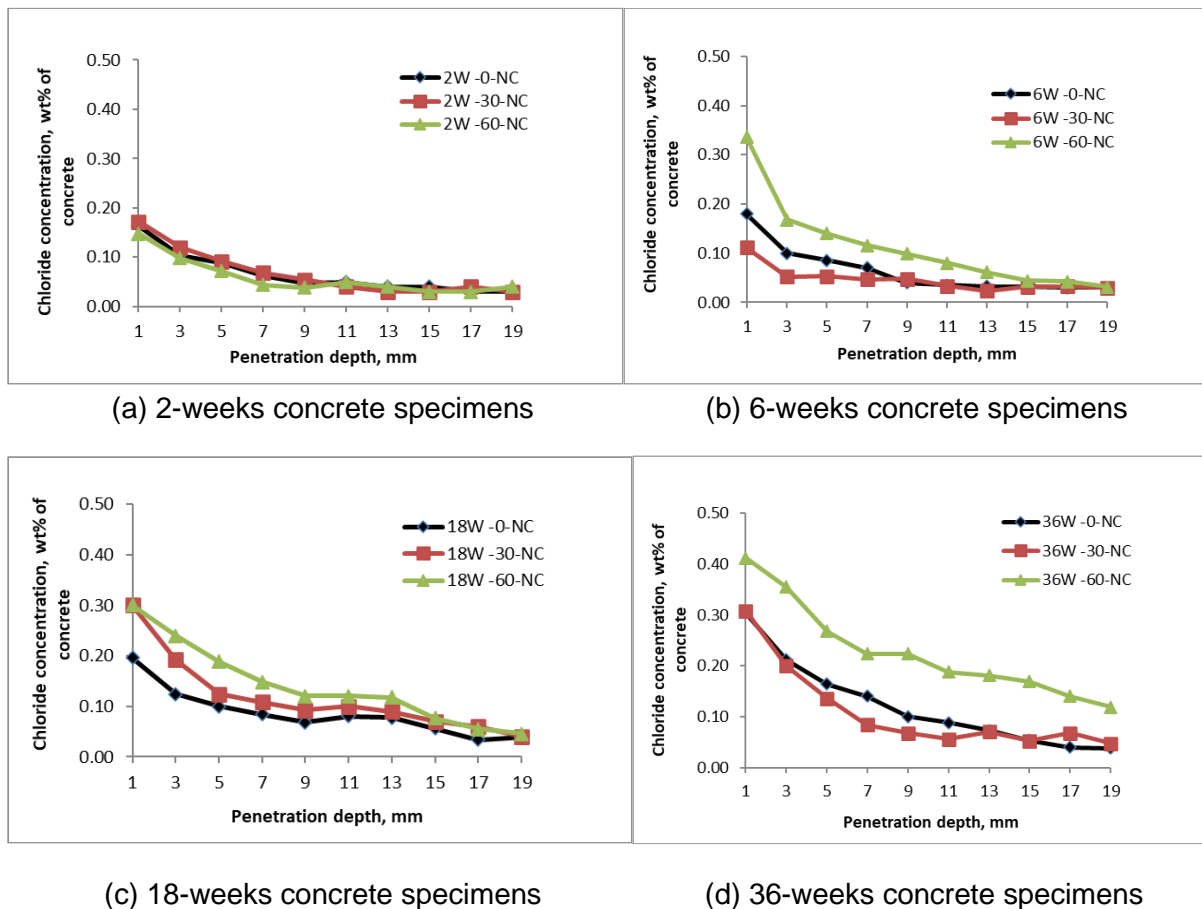 Chloride concentration, wt% of
concrete
0.50
0.40
0.30
0.20
0.10
0.00
2W -0-NC
2W -30-NC
2W -60-NC
1 3 5 7 9 11 13 15 17 19
Penetration depth, mm
(a) 2-weeks concrete specimens
Chloride concentration, wt% of
concrete
0.50
0.40
0.30
0.20
0.10
0.00
6W -0-NC
6W -30-NC
6W -60-NC
1 3 5 7 9 11 13 15 17 19
Penetration depth, mm
(b) 6-weeks concrete specimens
Chloride concentration, wt% of
concrete
0.50
0.40
0.30
0.20
0.10
0.00
18W -0-NC
18W -30-NC
18W -60-NC
1 3 5 7 9 11 13 15 17 19
Penetration depth, mm
(c) 18-weeks concrete specimens
Chloride concentration, wt% of
concrete
0.50
0.40
0.30
0.20
0.10
0.00
36W -0-NC
36W -30-NC
36W -60-NC
1 3 5 7 9 11 13 15 17 19
Penetration depth, mm
(d) 36-weeks concrete specimens